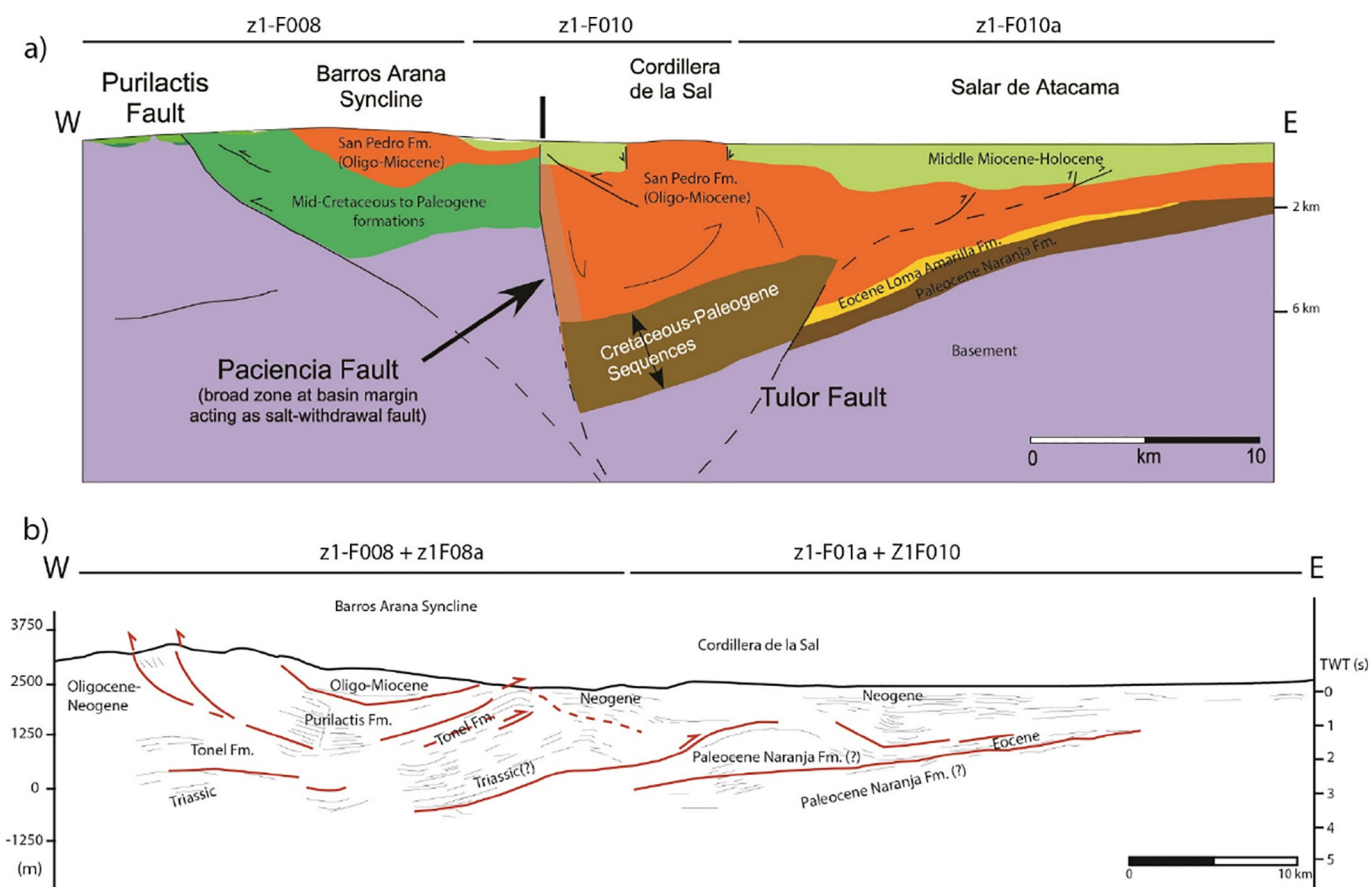 z1-F008
z1-F010
z1-F010a
a)
Purilactis
Fault
Barros Arana
Syncline
Cordillera
de la Sal
Salar de Atacama
W
E
San Pedro Fm.
(Oligo-Miocene)
Middle Miocene-Holocene
San Pedro Fm.
(Oligo-Miocene)
Mid-Cretaceous to Paleogene
formations
2 km
Eocene Loma Amarilla Fm.
Paleocene Naranja Fm.
6 km
Cretaceous-Paleogene
Sequences
Basement
Paciencia Fault
(broad zone at basin margin
acting as salt-withdrawal fault)
Tulor Fault
0
km
10
b)
z1-F008 + z1F08a
z1-F01a + Z1F010
W
E
Barros Arana Syncline
3750
Cordillera de la Sal
TWT (s)
2500
Oligocene-
Neogene
Oligo-Miocene
Neogene
Neogene
0
Purilactis Fm.
1250
Tonel Fm.
Tonel Fm.
1
Eocene
Paleocene Naranja Fm. (?)
2
0
Triassic
Triassic(?)
Paleocene Naranja Fm. (?)
3
-1250
4
(m)
5
0
10 km